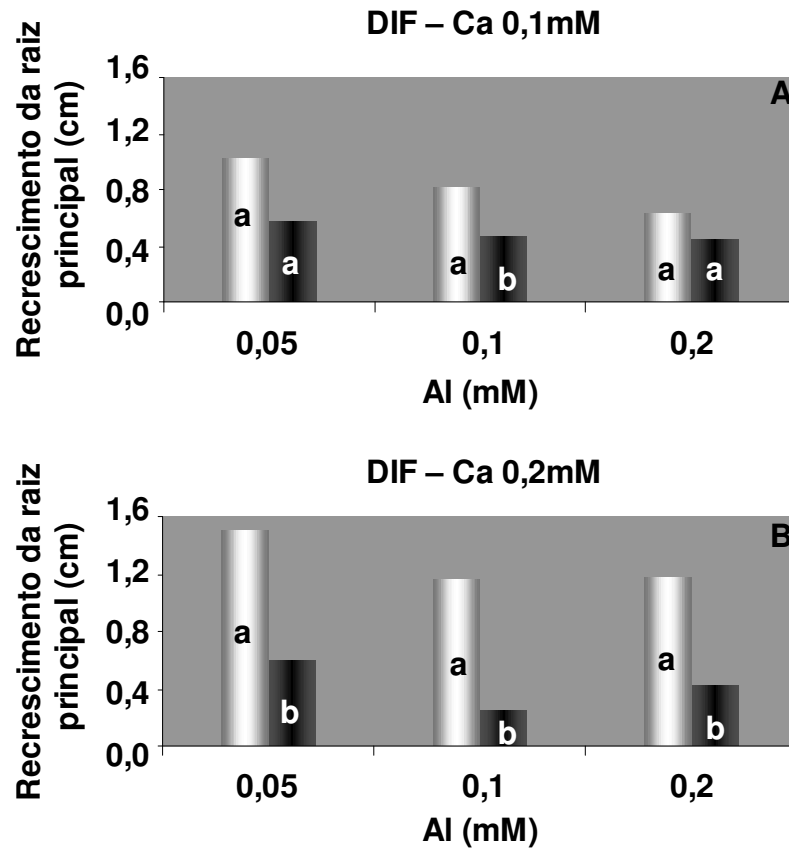 DIF – Ca 0,1mM
Recrescimento da raiz
principal (cm)
1,6
1,2
0,8
0,4
0,0
A
a
a
a
b
a
a
0,05
0,1
0,2
Al (mM)
DIF – Ca 0,2mM
Recrescimento da raiz
principal (cm)
1,6
1,2
0,8
0,4
0,0
B
a
b
a
b
a
b
0,05
0,1
0,2
Al (mM)